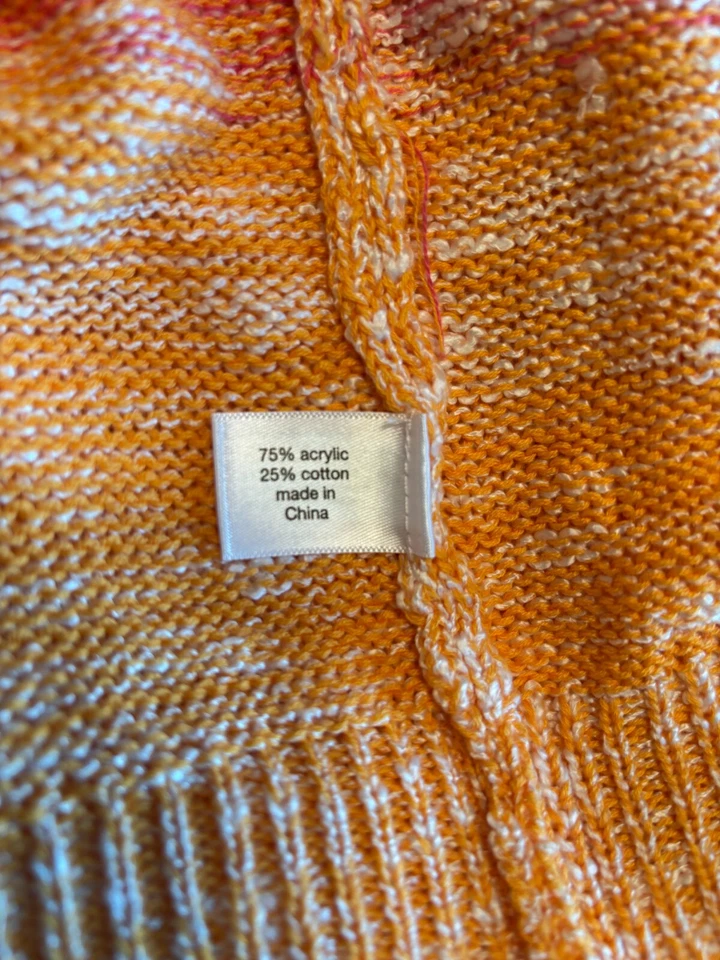 75% acrylic
25% cotton
made in
China